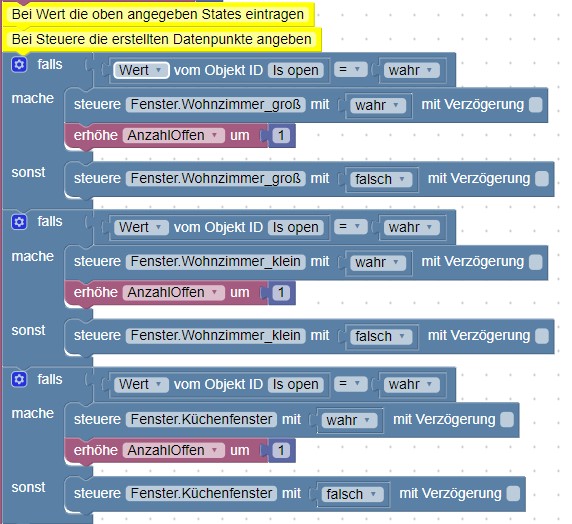 Bei Wert die oben angegeben States eintragen
Bei Steuere die erstellten Datenpunkte angeben
falls Wert vom Objekt ID Is open = wahr
mache steuere Fenster.Wohnzimmer_groß mit wahr mit Verzögerung
erhöhe AnzahlOffen um 1
sonst steuere Fenster.Wohnzimmer_groß mit falsch mit Verzögerung
falls Wert vom Objekt ID Is open = wahr
mache steuere Fenster.Wohnzimmer_klein mit wahr mit Verzögerung
erhöhe AnzahlOffen um 1
sonst steuere Fenster.Wohnzimmer_klein mit falsch mit Verzögerung
falls Wert vom Objekt ID Is open = wahr
mache steuere Fenster.Küchenfenster mit wahr mit Verzögerung
erhöhe AnzahlOffen um 1
sonst steuere Fenster.Küchenfenster mit falsch mit Verzögerung